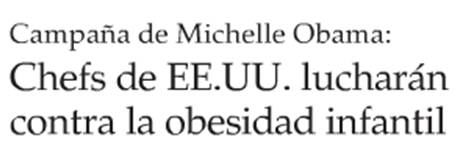 Campaña de Michelle Obama:
Chefs de EE.UU. lucharán
contra la obesidad infantil